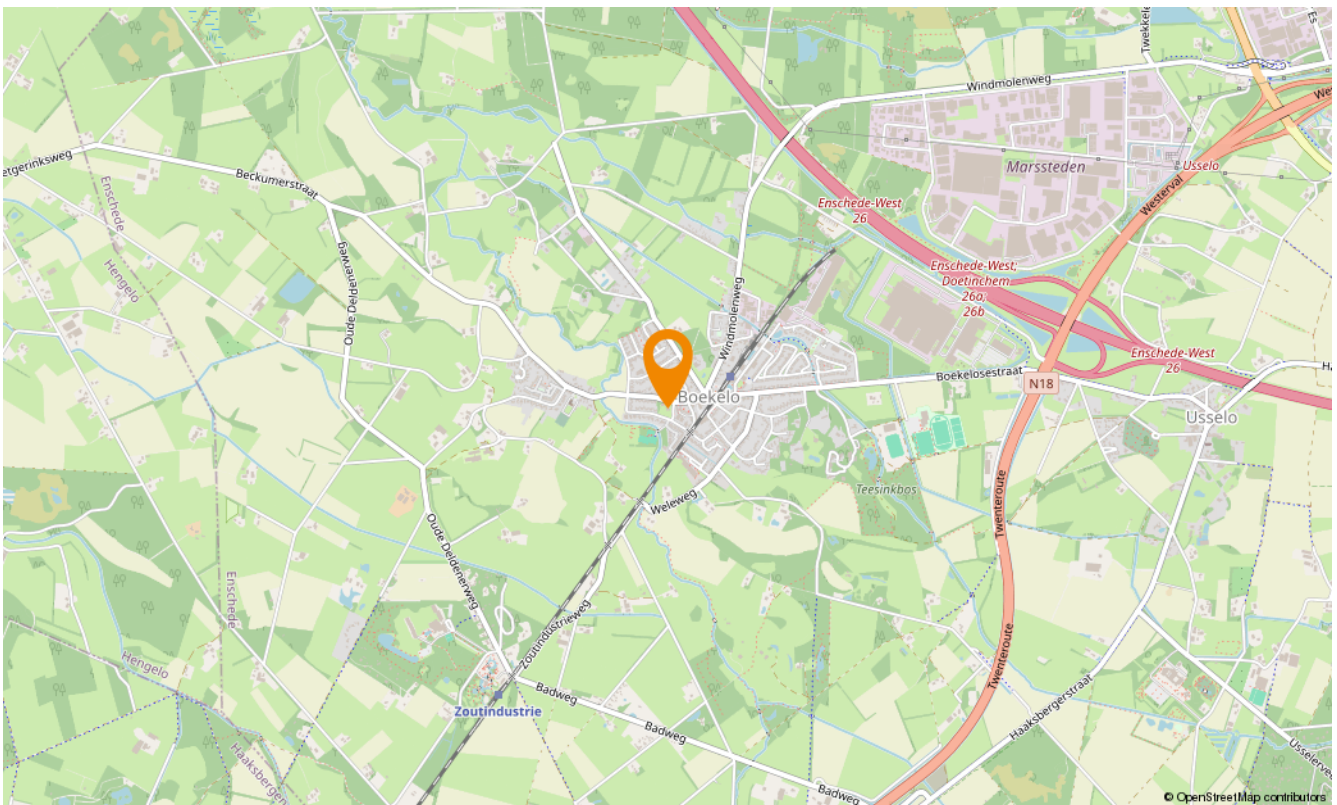 Windmolenweg
Marssteden
Usselo
Westerval
Beckumerstraat
Enschede
Hengelo
Oude Deldenerweg
Enschede-West
26
Enschede-West;
Doetinchem
26a;
26b
Enschede-West
26
Windmolenweg
Boekelosestraat
N18
Boekelo
Usselo
Teesinkbos
Weleweg
Twenteroute
Oude Deldenerweg
Enschede
Hengelo
Zoutindustrieweg
Zoutindustrie
Badweg
Badweg
Badweg
Twenteroute
Haaksbergerstraat
© OpenStreetMap contributors